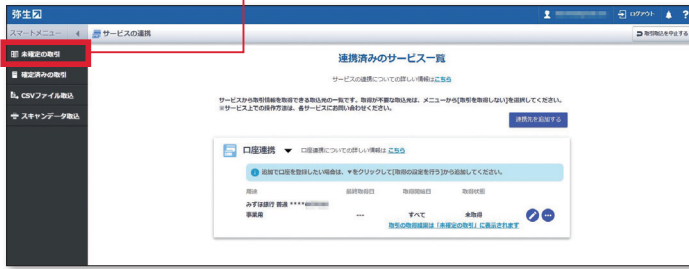 弥生
ログアウト
?
スマートメニュー
サービスの連携
取引取込を中止する
未確定の取引
確定済みの取引
CSVファイル取込
スキャンデータ取込
連携済みのサービス一覧
サービスの連携についての詳しい情報はこちら
サービスから取引情報を取得できる取込先の一覧です。取得が不要な取込先は、メニューから[取引を取得しない]を選択してください。
※サービス上での操作方法は、各サービスにお問い合わせください。
連携先を追加する
口座連携 ▼ 口座連携についての詳しい情報は こちら
追加で口座を登録したい場合は、▼をクリックして[取得の設定を行う]から追加してください。
用途 最終取得日 取得開始日 取得状態
みずほ銀行 普通 ****
事業用 --- すべて 未取得
取引の取得結果は「未確定の取引」に表示されます